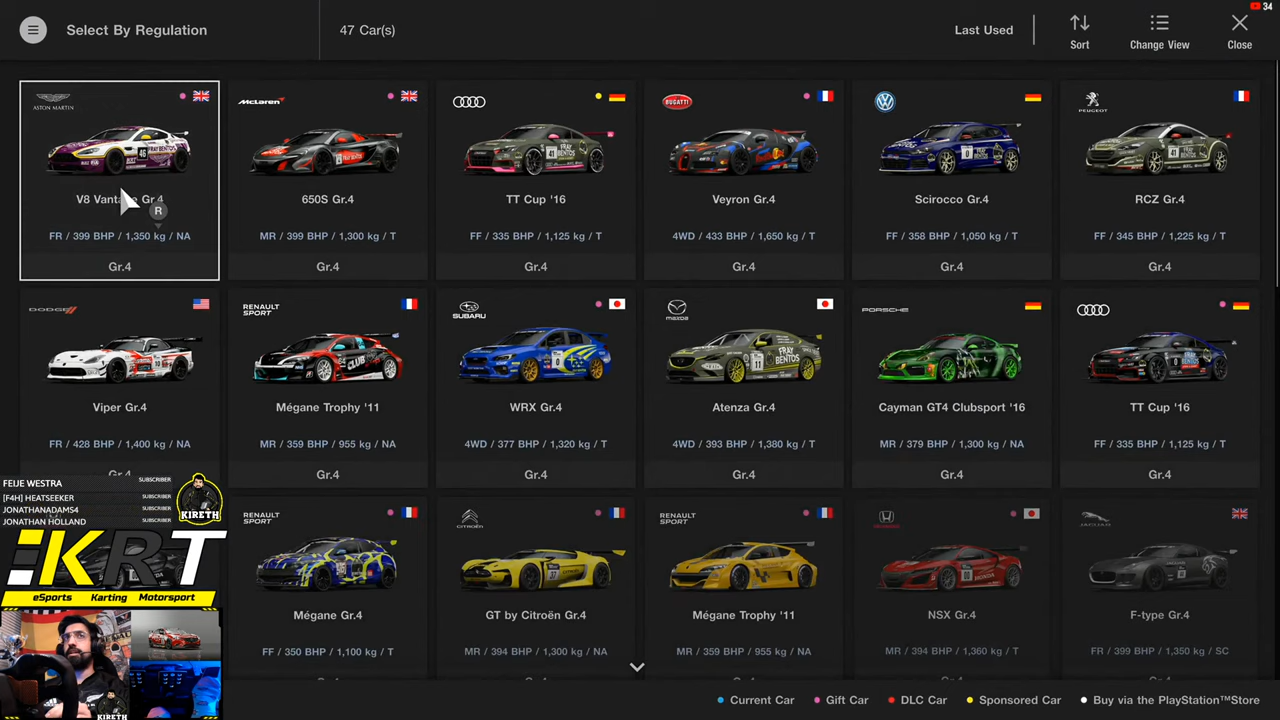 34
Select By Regulation
47 Car(s)
Last Used
Sort
Change View
Close
ASTON MARTIN
McLaren
BUGATTI
PEUGEOT
V8 Vantage Gr.4
R
650S Gr.4
TT Cup '16
Veyron Gr.4
Scirocco Gr.4
RCZ Gr.4
FR / 399 BHP / 1,350 kg / NA
MR / 399 BHP / 1,300 kg / T
FF / 335 BHP / 1,125 kg / T
4WD / 433 BHP / 1,650 kg / T
FF / 358 BHP / 1,050 kg / T
FF / 345 BHP / 1,225 kg / T
Gr.4
Gr.4
Gr.4
Gr.4
Gr.4
Gr.4
DODGE
RENAULT SPORT
SUBARU
mazda
PORSCHE
Viper Gr.4
Mégane Trophy '11
WRX Gr.4
Atenza Gr.4
Cayman GT4 Clubsport '16
TT Cup '16
FR / 428 BHP / 1,400 kg / NA
MR / 359 BHP / 955 kg / NA
4WD / 377 BHP / 1,320 kg / T
4WD / 393 BHP / 1,380 kg / T
MR / 379 BHP / 1,300 kg / NA
FF / 335 BHP / 1,125 kg / T
Gr.4
Gr.4
Gr.4
Gr.4
Gr.4
Gr.4
FEIJE WESTRA SUBSCRIBER
[F4H] HEATSEEKER SUBSCRIBER
JONATHANADAMS4 SUBSCRIBER
JONATHAN HOLLAND SUBSCRIBER
KIRETH
KRT
eSports Karting Motorsport
RENAULT SPORT
CITROËN
RENAULT SPORT
HONDA
JAGUAR
Mégane Gr.4
GT by Citroën Gr.4
Mégane Trophy '11
NSX Gr.4
F-type Gr.4
FF / 350 BHP / 1,100 kg / T
MR / 394 BHP / 1,300 kg / NA
MR / 359 BHP / 955 kg / NA
MR / 394 BHP / 1,360 kg / T
FR / 399 BHP / 1,350 kg / SC
KIRETH
Current Car
Gift Car
DLC Car
Sponsored Car
Buy via the PlayStation™Store